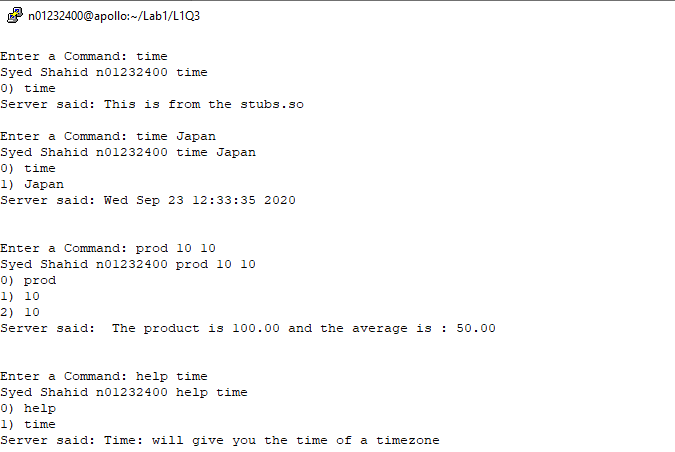 n01232400@apollo:~/Lab1/L1Q3
Enter a Command: time
Syed Shahid n01232400 time
0) time
Server said: This is from the stubs.so
Enter a Command: time Japan
Syed Shahid n01232400 time Japan
0) time
1) Japan
Server said: Wed Sep 23 12:33:35 2020
Enter a Command: prod 10 10
Syed Shahid n01232400 prod 10 10
0) prod
1) 10
2) 10
Server said:  The product is 100.00 and the average is : 50.00
Enter a Command: help time
Syed Shahid n01232400 help time
0) help
1) time
Server said: Time: will give you the time of a timezone